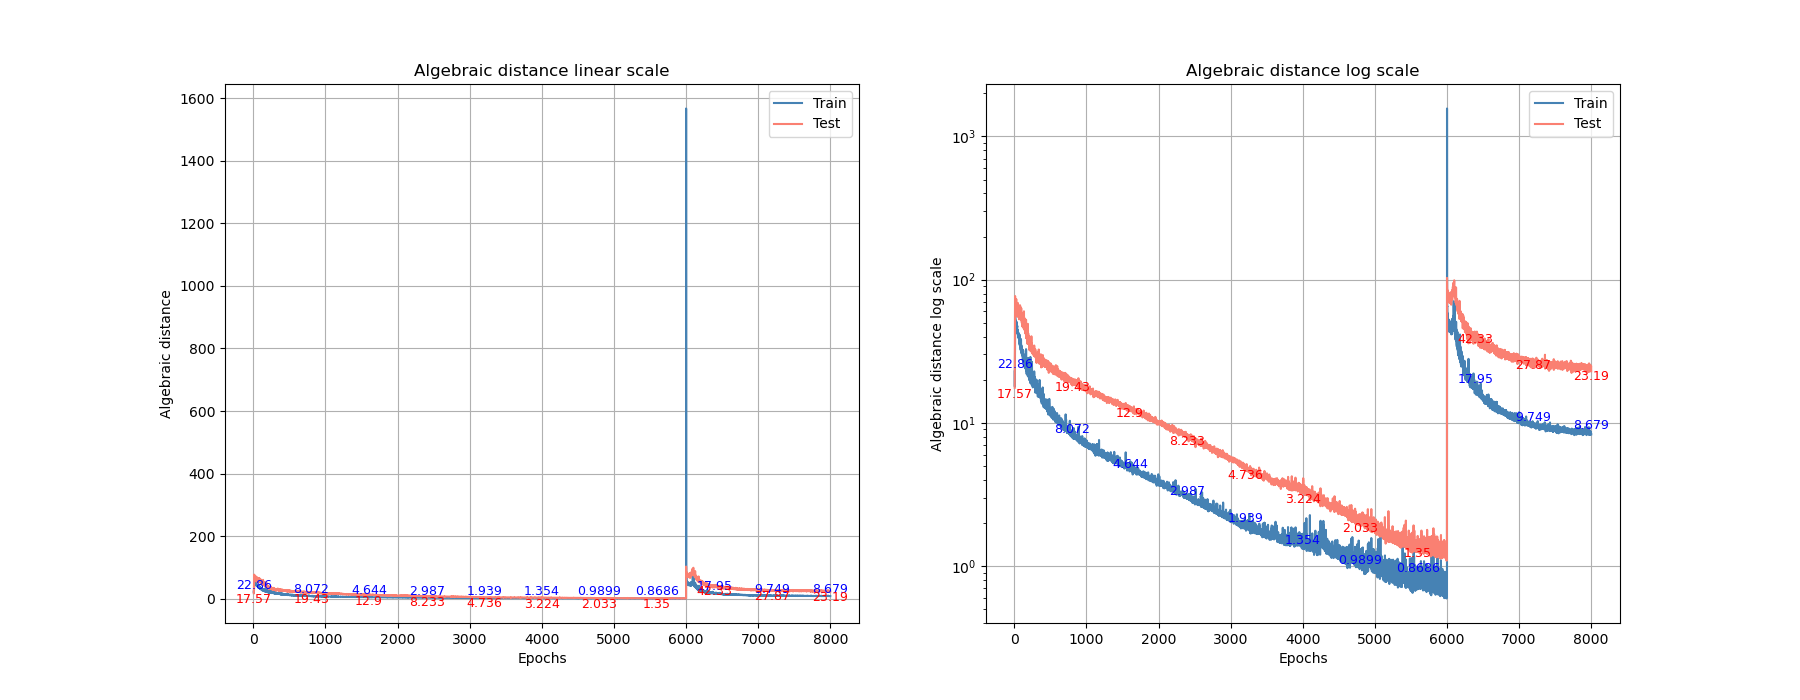 Algebraic distance linear scale
Train
Test
1600
1400
1200
1000
800
600
400
200
0
Algebraic distance
22.86 8.072 4.644 2.987 1.939 1.354 0.9899 0.8686 17.95 9.749 8.679
17.57 19.43 12.9 8.233 4.736 3.224 2.033 1.35 42.33 27.87 23.19
0 1000 2000 3000 4000 5000 6000 7000 8000
Epochs
Algebraic distance log scale
Train
Test
10³
10²
10¹
10⁰
Algebraic distance log scale
22.86 8.072 4.644 2.987 1.939 1.354 0.9899 0.8686 17.95 9.749 8.679
17.57 19.43 12.9 8.233 4.736 3.224 2.033 1.35 42.33 27.87 23.19
0 1000 2000 3000 4000 5000 6000 7000 8000
Epochs